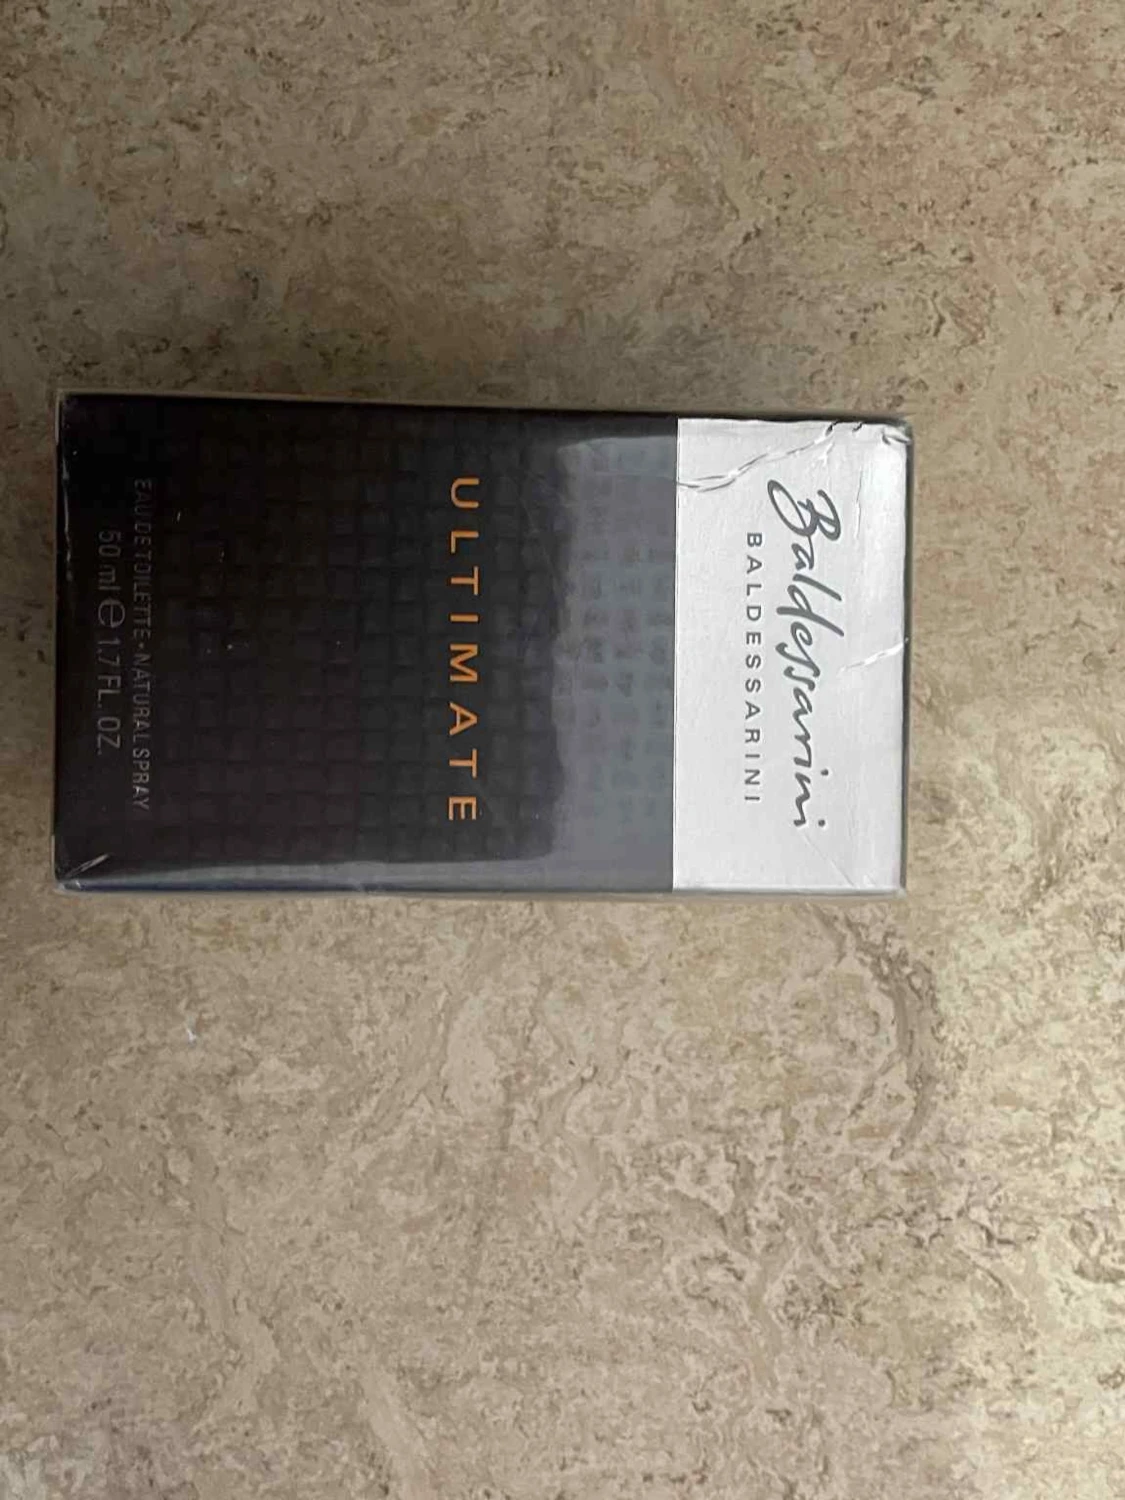 Baldessarini
BALDESSARINI
ULTIMATE
EAU DE TOILETTE • NATURAL SPRAY
50 ml ℮ 1.7 FL. OZ.